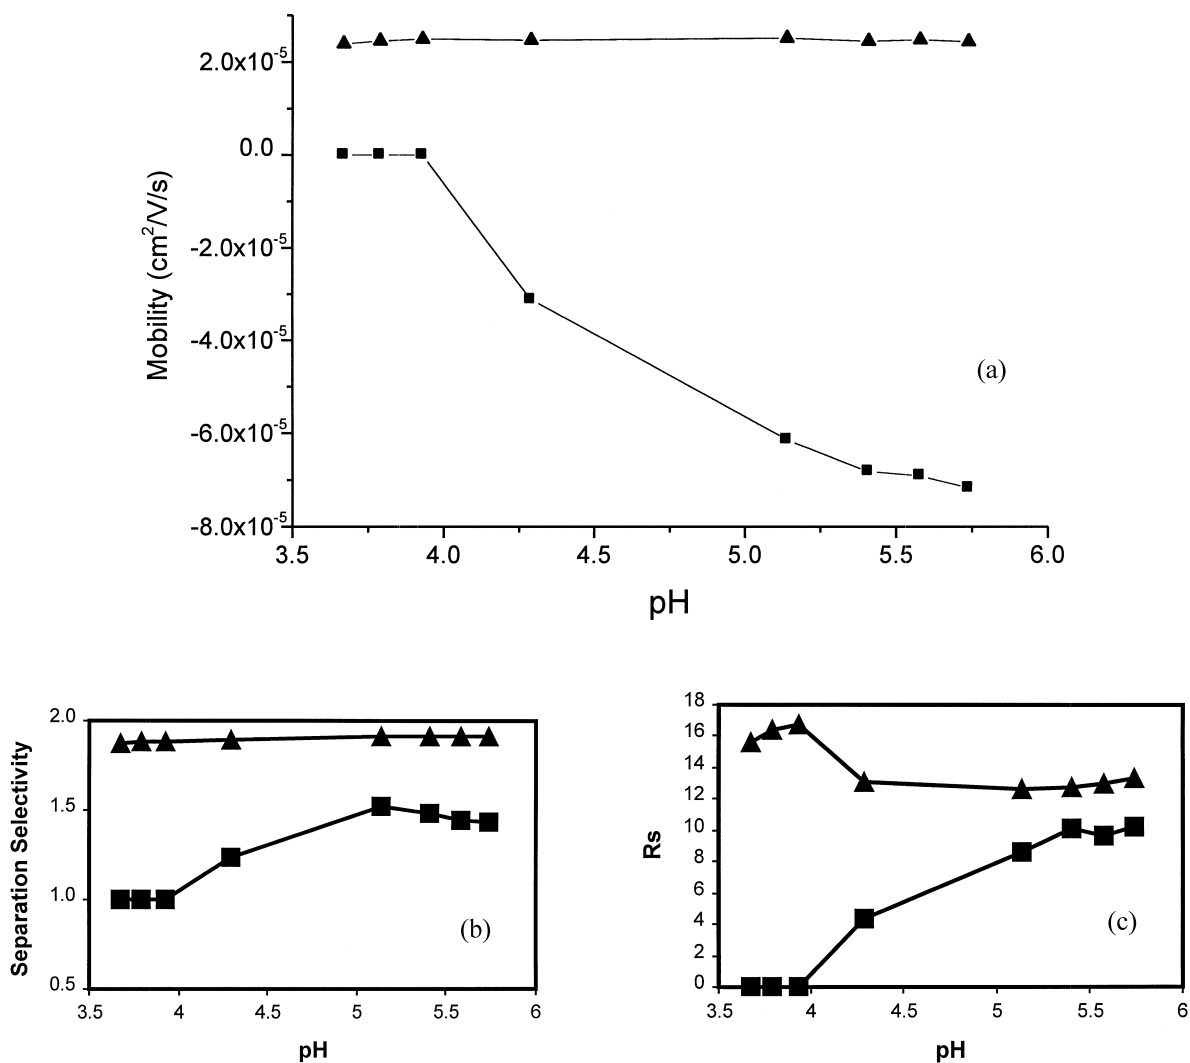 2.0x10-5
0.0
-2.0x10-5
-4.0x10-5
-6.0x10-5
-8.0x10-5
Mobility (cm2/V/s)
(a)
3.5 4.0 4.5 5.0 5.5 6.0
pH
2.0
1.5
1.0
0.5
Separation Selectivity
(b)
3.5 4 4.5 5 5.5 6
pH
18
16
14
12
10
8
6
4
2
0
Rs
(c)
3.5 4 4.5 5 5.5 6
pH